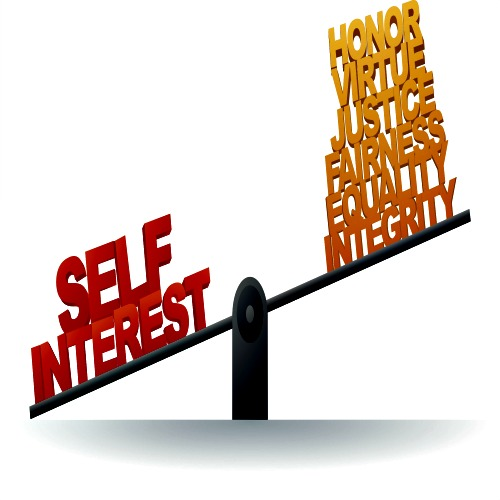 SELF
INTEREST
HONOR
VIRTUE
JUSTICE
FAIRNESS
EQUALITY
INTEGRITY